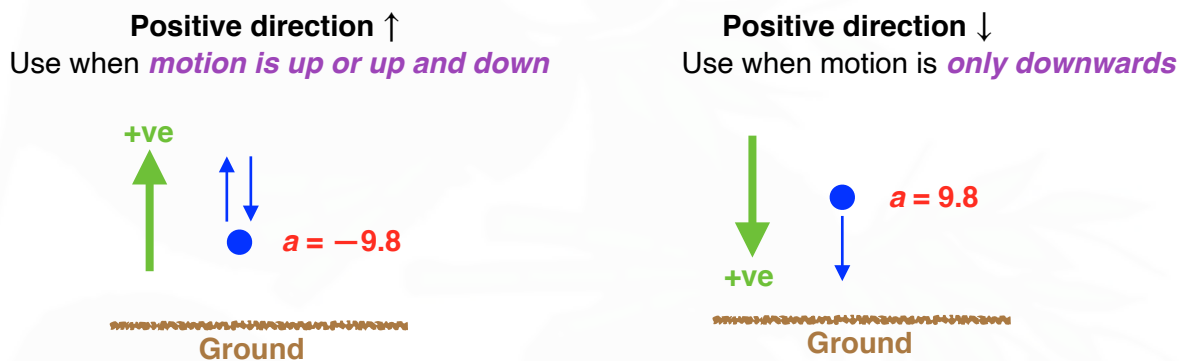 Positive direction ↑
Use when motion is up or up and down
+ve
a = −9.8
Ground
Positive direction ↓
Use when motion is only downwards
a = 9.8
+ve
Ground